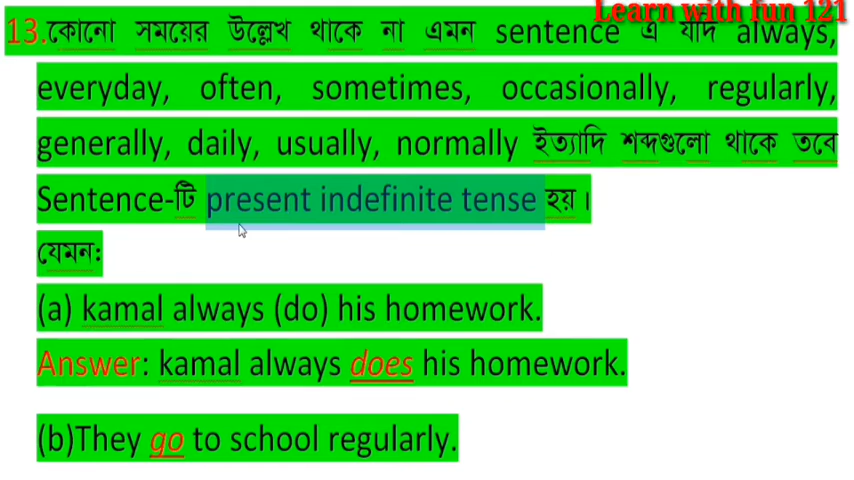 Learn with fun 121
13.কোনো সময়ের উল্লেখ থাকে না এমন sentence এ যদি always,
everyday, often, sometimes, occasionally, regularly,
generally, daily, usually, normally ইত্যাদি শব্দগুলো থাকে তবে
Sentence-টি present indefinite tense হয়।
যেমন:
(a) kamal always (do) his homework.
Answer: kamal always does his homework.
(b)They go to school regularly.